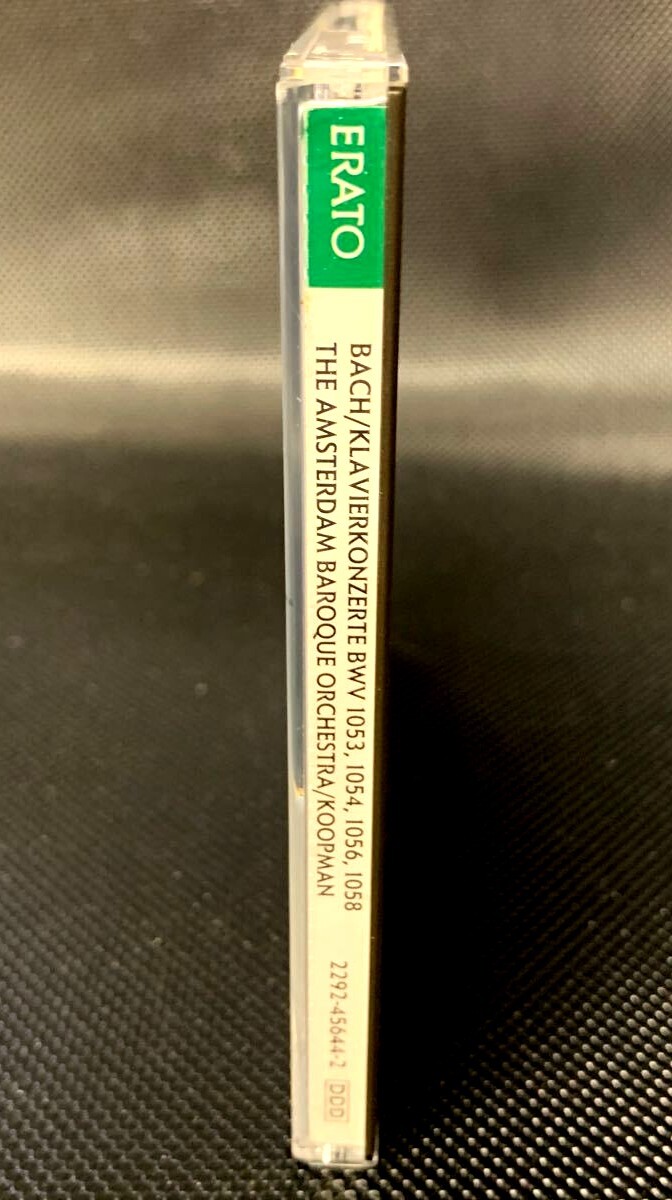 ERATO
BACH/KLAVIERKONZERTE BWV 1053, 1054, 1056, 1058
THE AMSTERDAM BAROQUE ORCHESTRA/KOOPMAN
2292-45644-2 DDD